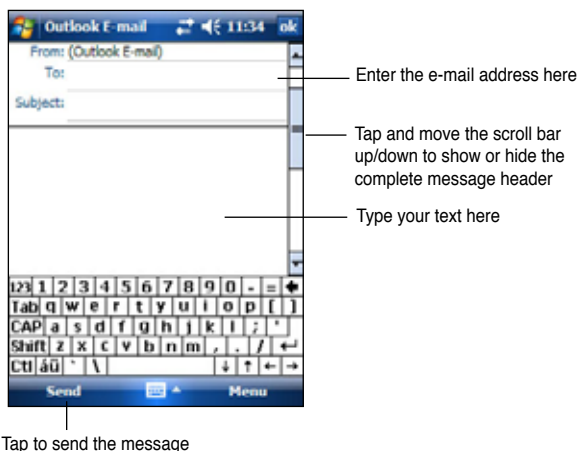 Outlook E-mail 11:34 ok
From: (Outlook E-mail)
To:
Enter the e-mail address here
Subject:
Tap and move the scroll bar
up/down to show or hide the
complete message header
Type your text here
123 1 2 3 4 5 6 7 8 9 0 - =
Tab q w e r t y u i o p [ ]
CAP a s d f g h j k l ; '
Shift z x c v b n m , . /
Ctl áü ` \
Send Menu
Tap to send the message